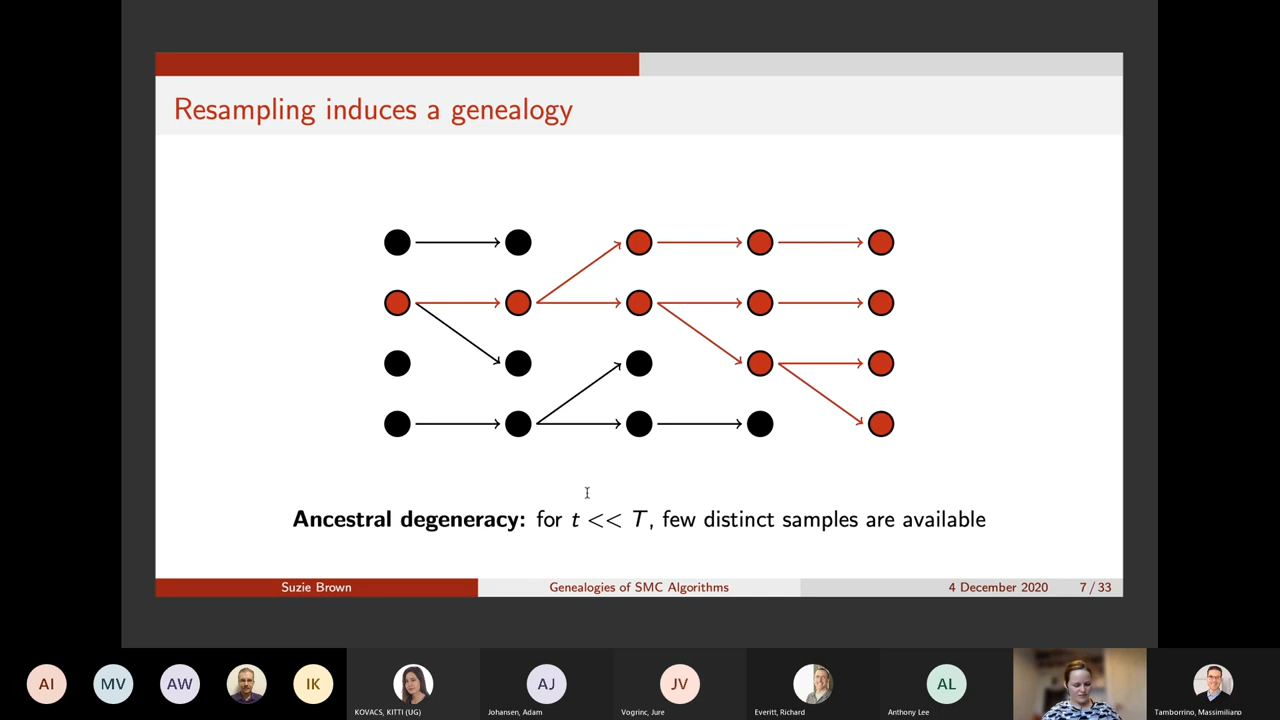 Resampling induces a genealogy
Ancestral degeneracy: for t << T, few distinct samples are available
Suzie Brown
Genealogies of SMC Algorithms
4 December 2020
7 / 33
AI
MV
AW
IK
KOVACS, KITTI (UG)
AJ
Johansen, Adam
JV
Vogrinc, Jure
Everitt, Richard
AL
Anthony Lee
Tamborrino, Massimiliano